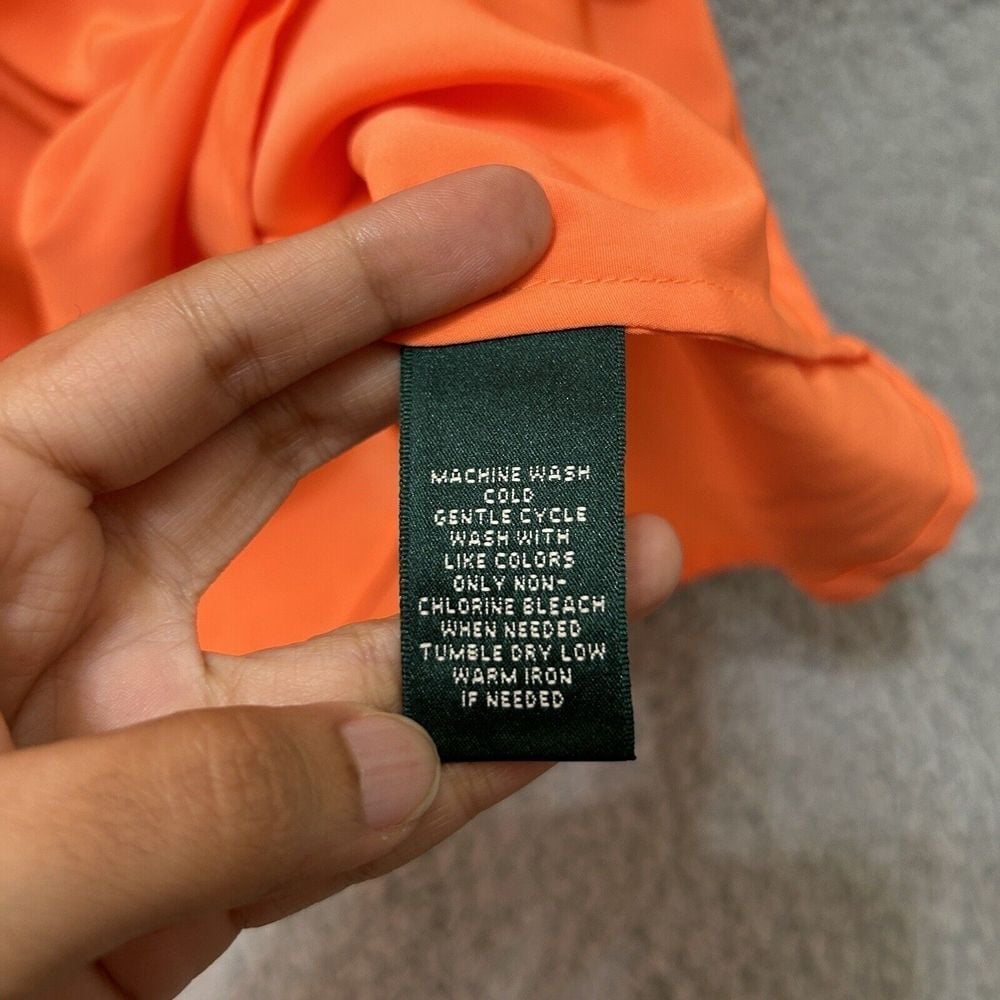 MACHINE WASH
COLD
GENTLE CYCLE
WASH WITH
LIKE COLORS
ONLY NON-
CHLORINE BLEACH
WHEN NEEDED
TUMBLE DRY LOW
WARM IRON
IF NEEDED